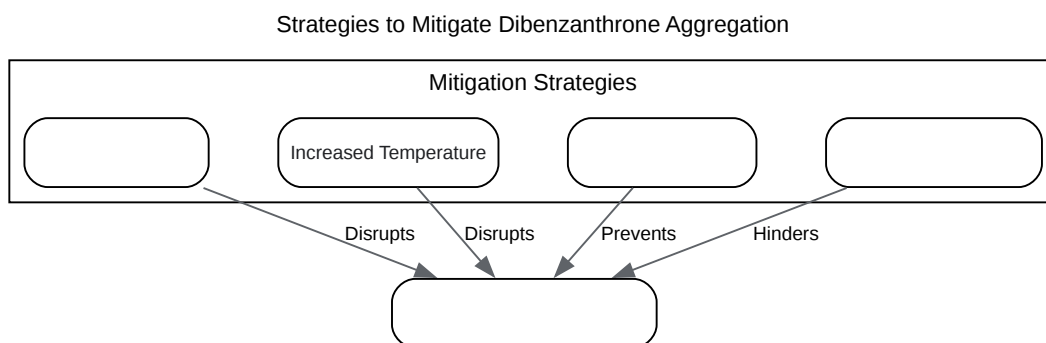 Strategies to Mitigate Dibenzanthrone Aggregation
Mitigation Strategies
Increased Temperature
Disrupts
Disrupts
Prevents
Hinders